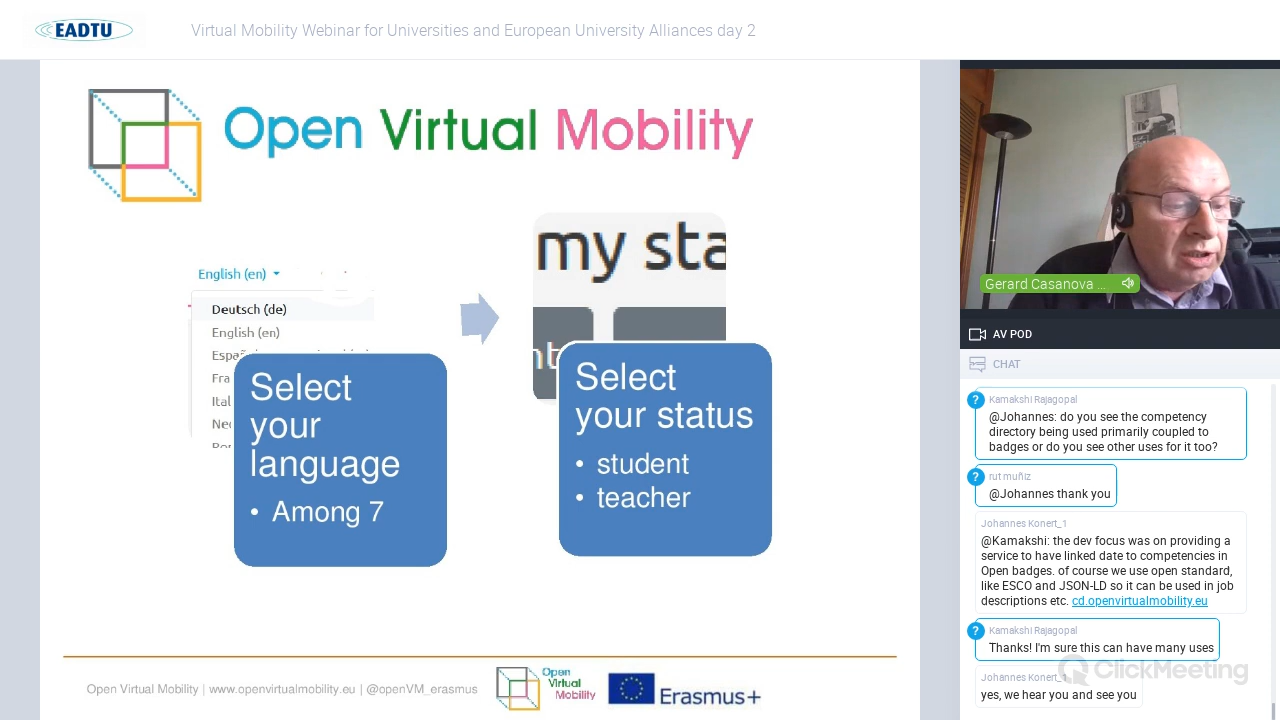 EADTU
Virtual Mobility Webinar for Universities and European University Alliances day 2
Open Virtual Mobility
English (en)
Deutsch (de)
English (en)
Españ
Fra
Ital
Ne
my sta
nt
Select
your
language
• Among 7
Select
your status
• student
• teacher
Open Virtual Mobility | www.openvirtualmobility.eu | @openVM_erasmus
Open
Virtual
Mobility
Erasmus+
Gerard Casanova ...
AV POD
CHAT
? Kamakshi Rajagopal
@Johannes: do you see the competency
directory being used primarily coupled to
badges or do you see other uses for it too?
? rut muñiz
@Johannes thank you
Johannes Konert_1
@Kamakshi: the dev focus was on providing a
service to have linked date to competencies in
Open badges. of course we use open standard,
like ESCO and JSON-LD so it can be used in job
descriptions etc. cd.openvirtualmobility.eu
? Kamakshi Rajagopal
Thanks! I'm sure this can have many uses
ClickMeeting
Johannes Konert_1
yes, we hear you and see you